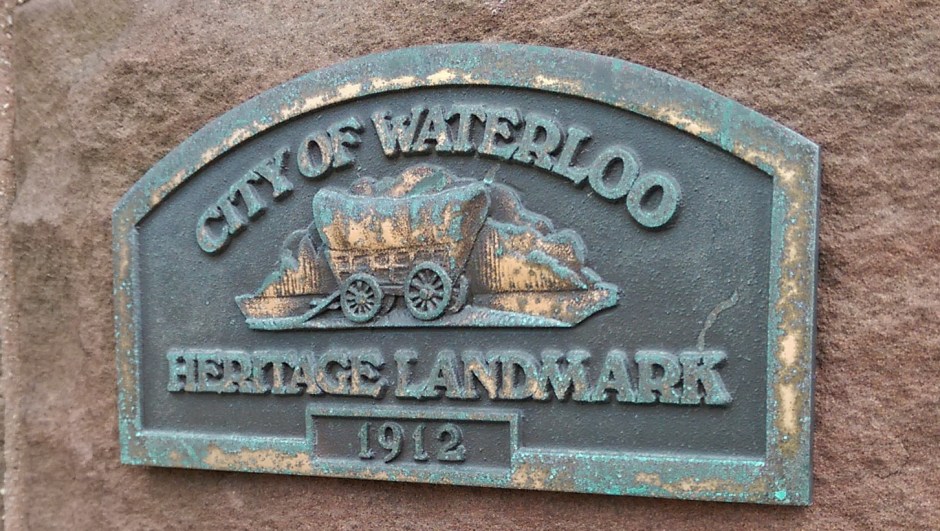 CITY OF WATERLOO
HERITAGE LANDMARK
1912